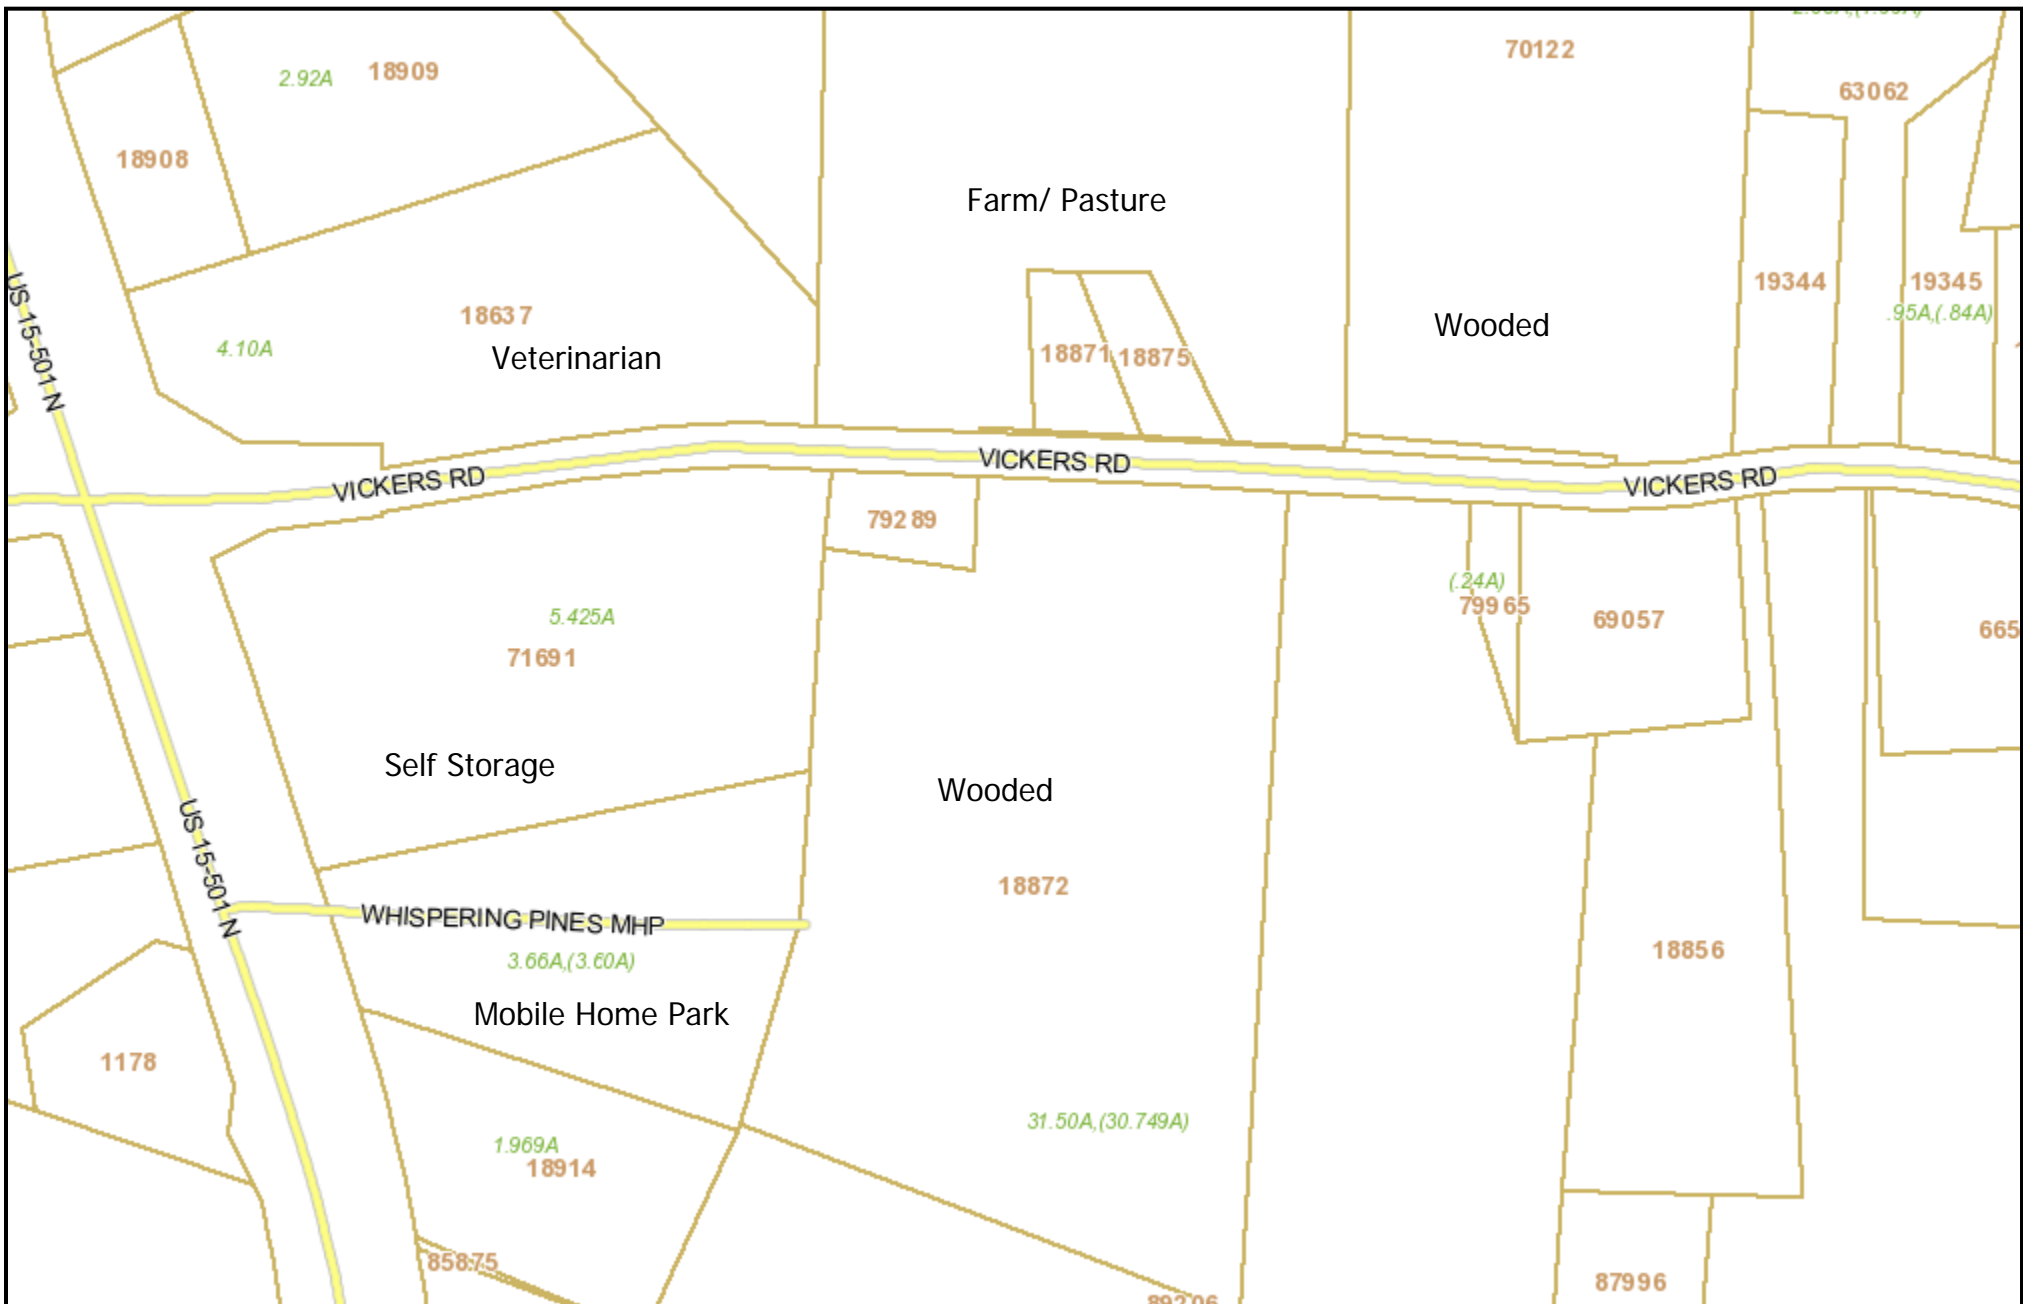 70122
63062
2.92A 18909
18908
Farm/ Pasture
19344
19345
.95A,(.84A)
US 15-501 N
18637
Wooded
4.10A
Veterinarian
18871
18875
VICKERS RD
VICKERS RD
VICKERS RD
79289
(.24A)
79965
69057
5.425A
71691
665
Self Storage
Wooded
US 15-501 N
18872
WHISPERING PINES MHP
3.66A,(3.60A)
18856
Mobile Home Park
1178
31.50A,(30.749A)
1.969A
18914
85875
87996